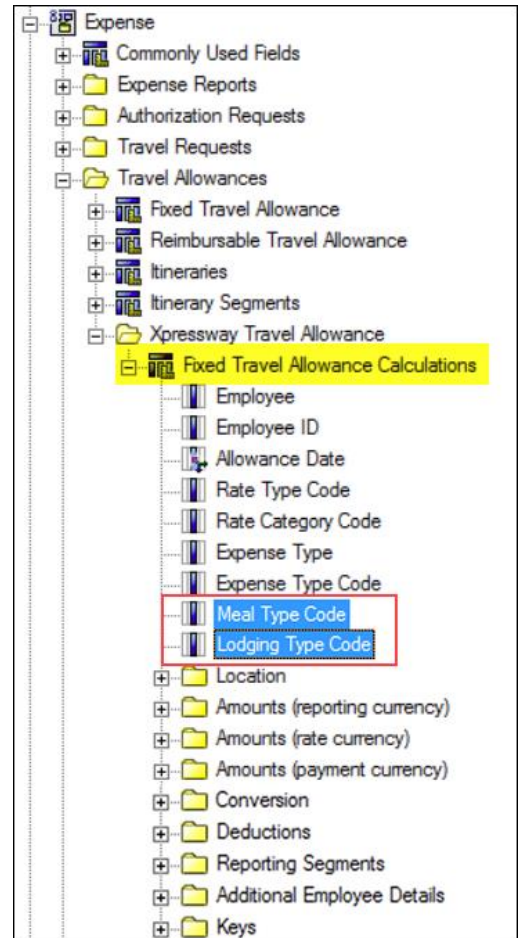 Expense
Commonly Used Fields
Expense Reports
Authorization Requests
Travel Requests
Travel Allowances
Fixed Travel Allowance
Reimbursable Travel Allowance
Itineraries
Itinerary Segments
Xpressway Travel Allowance
Fixed Travel Allowance Calculations
Employee
Employee ID
Allowance Date
Rate Type Code
Rate Category Code
Expense Type
Expense Type Code
Meal Type Code
Lodging Type Code
Location
Amounts (reporting currency)
Amounts (rate currency)
Amounts (payment currency)
Conversion
Deductions
Reporting Segments
Additional Employee Details
Keys